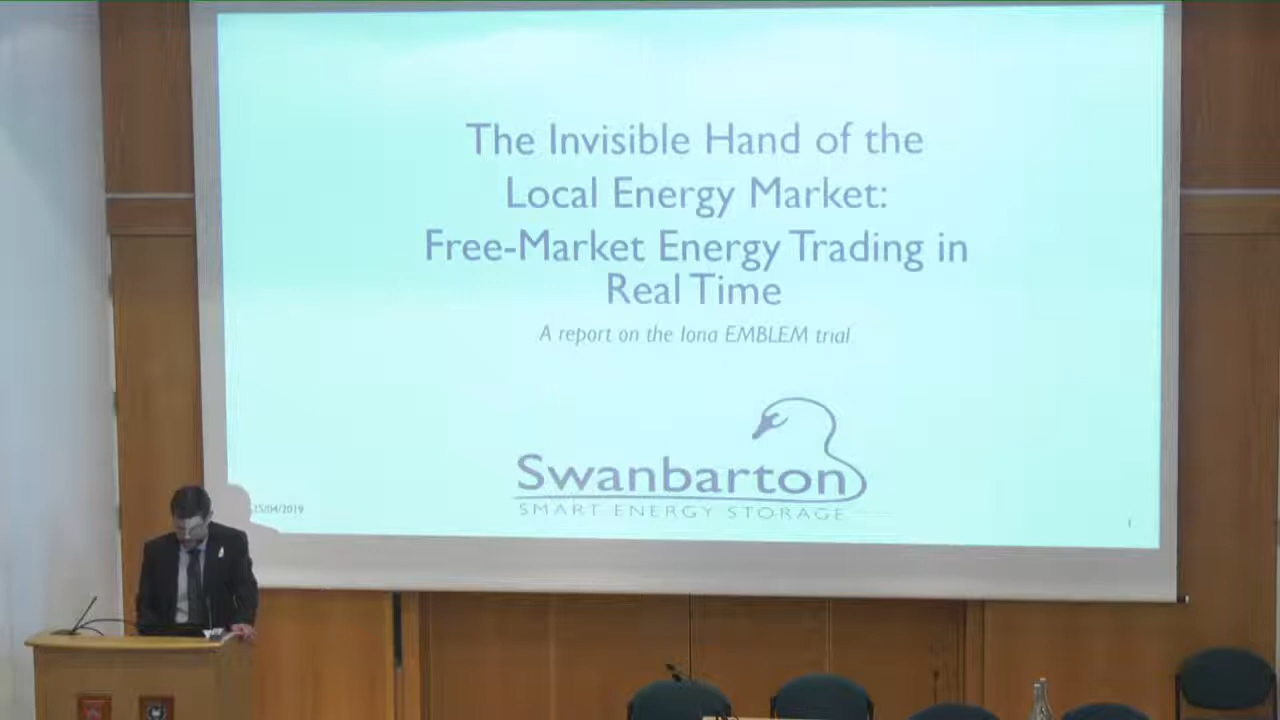 The Invisible Hand of the
Local Energy Market:
Free-Market Energy Trading in
Real Time
A report on the Iona EMBLEM trial
Swanbarton
SMART ENERGY STORAGE
25/04/2019
1